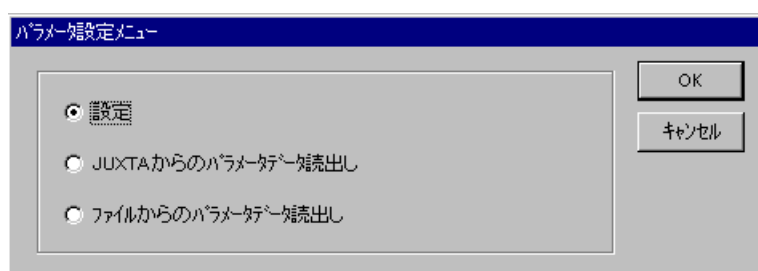 ﾊﾟﾗﾒｰﾀ設定ﾒﾆｭｰ
OK
設定
ｷｬﾝｾﾙ
JUXTAからのﾊﾟﾗﾒｰﾀﾃﾞｰﾀ読出し
ﾌｧｲﾙからのﾊﾟﾗﾒｰﾀﾃﾞｰﾀ読出し